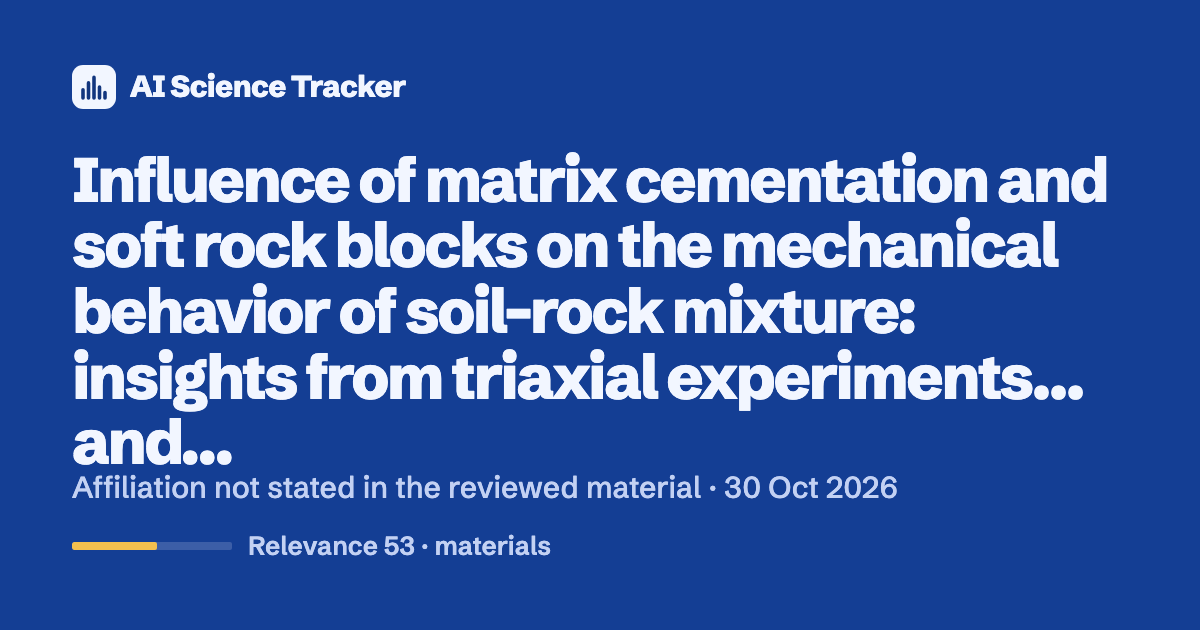 AI Science Tracker
Influence of matrix cementation and
soft rock blocks on the mechanical
behavior of soil-rock mixture:
insights from triaxial experiments...
and...
Affiliation not stated in the reviewed material · 30 Oct 2026
Relevance 53 · materials